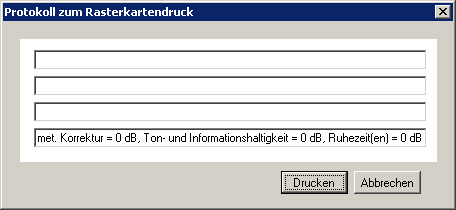 Protokoll zum Rasterkartendruck
met. Korrektur = 0 dB, Ton- und Informationshaltigkeit = 0 dB, Ruhezeit(en) = 0 dB
Drucken Abbrechen